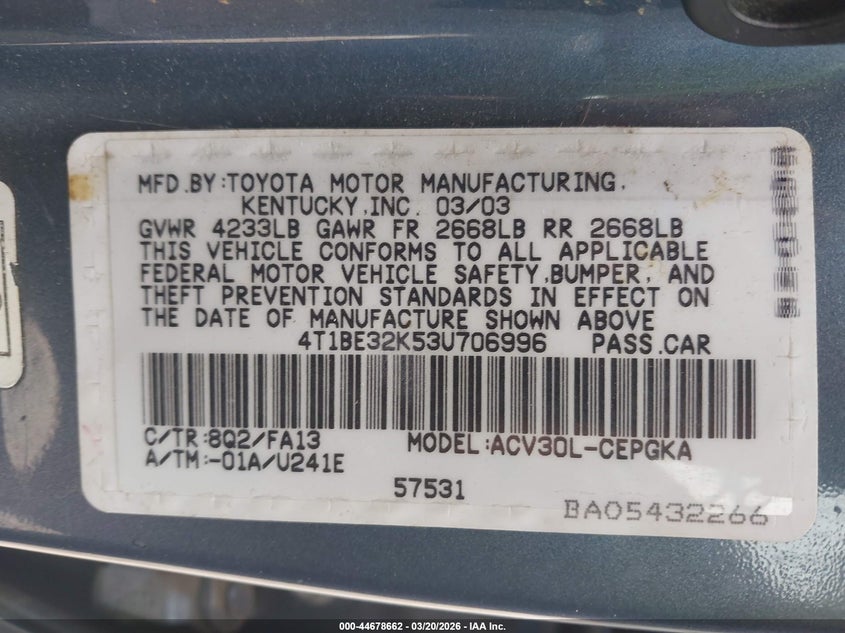 MFD.BY:TOYOTA MOTOR MANUFACTURING,
KENTUCKY,INC. 03/03
GVWR 4233LB GAWR FR 2668LB RR 2668LB
THIS VEHICLE CONFORMS TO ALL APPLICABLE
FEDERAL MOTOR VEHICLE SAFETY,BUMPER, AND
THEFT PREVENTION STANDARDS IN EFFECT ON
THE DATE OF MANUFACTURE SHOWN ABOVE
4T1BE32K53U706996 PASS.CAR
C/TR:8Q2/FA13 MODEL:ACV30L-CEPGKA
A/TM:-01A/U241E
57531
BA05432266
000-44678662 - 03/20/2026 - IAA Inc.